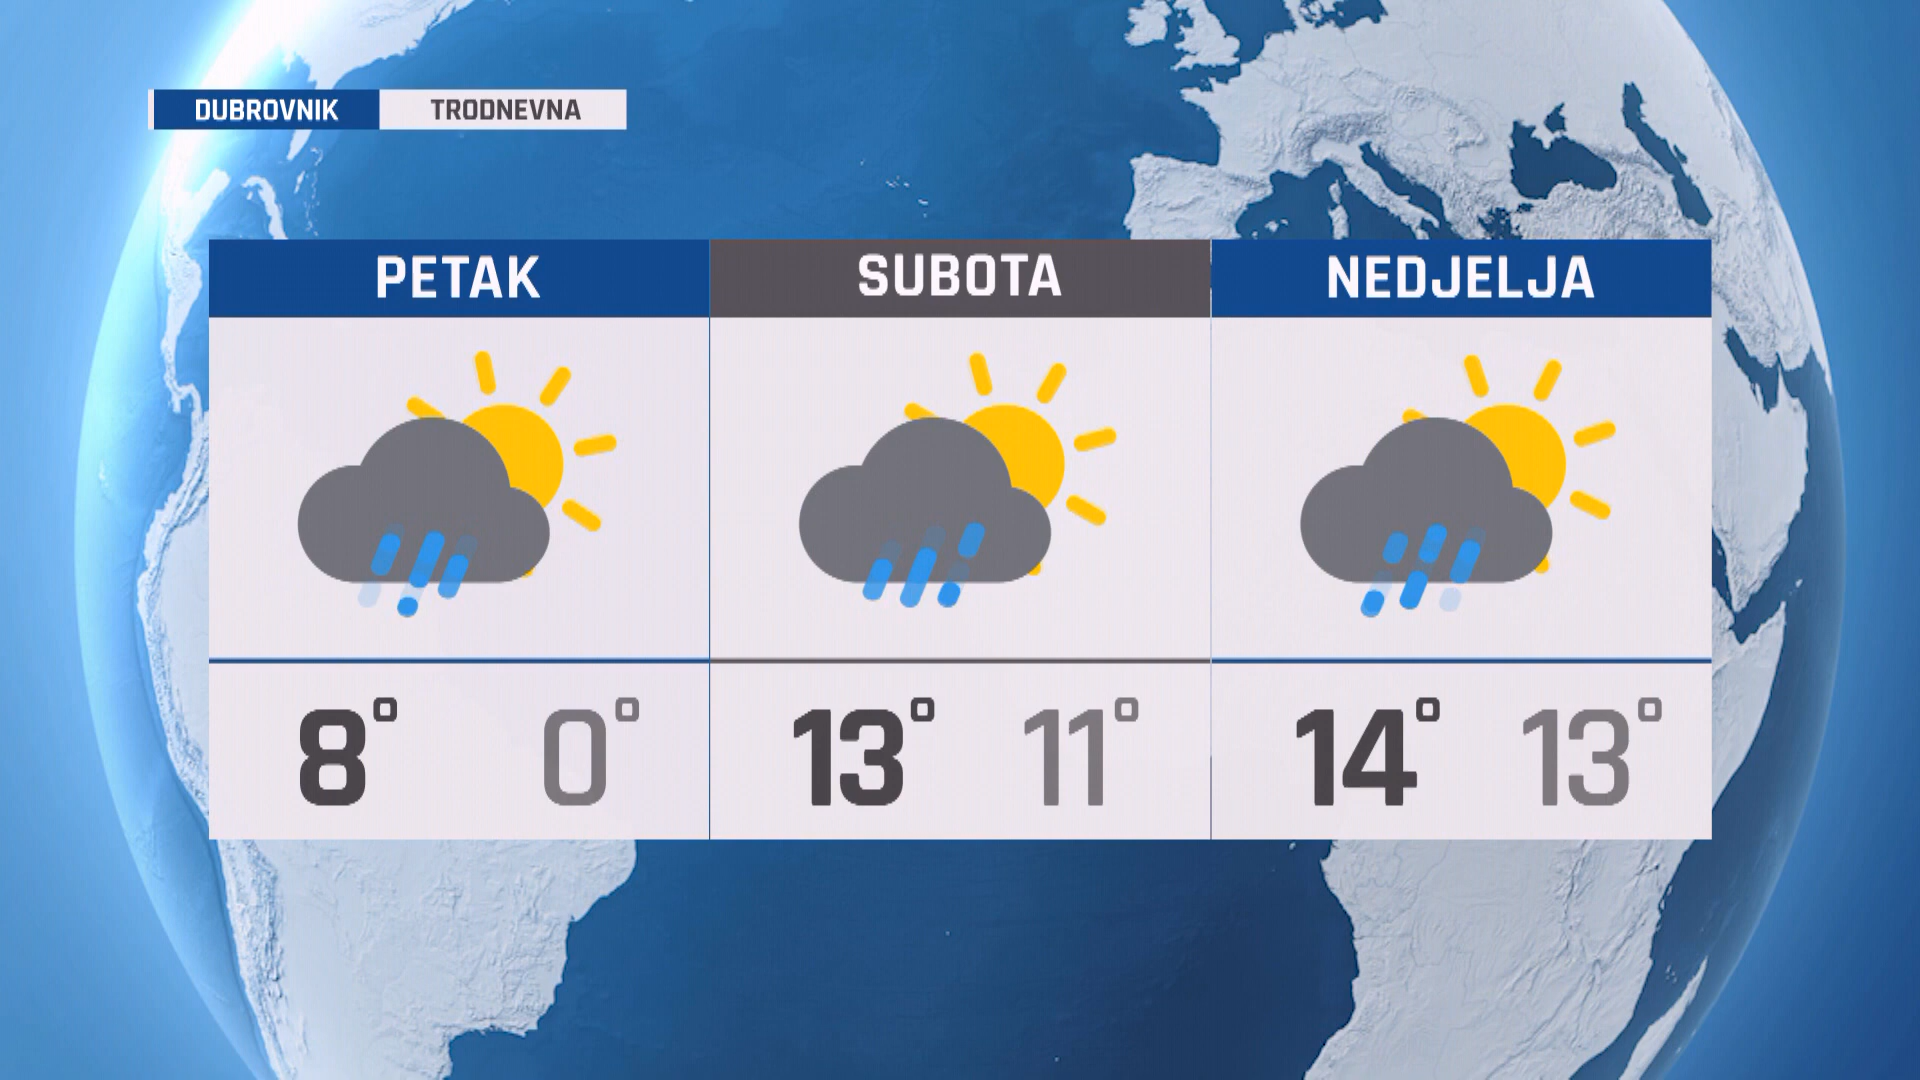 DUBROVNIK TRODNEVNA
PETAK SUBOTA NEDJELJA
8° 0° 13° 11° 14° 13°